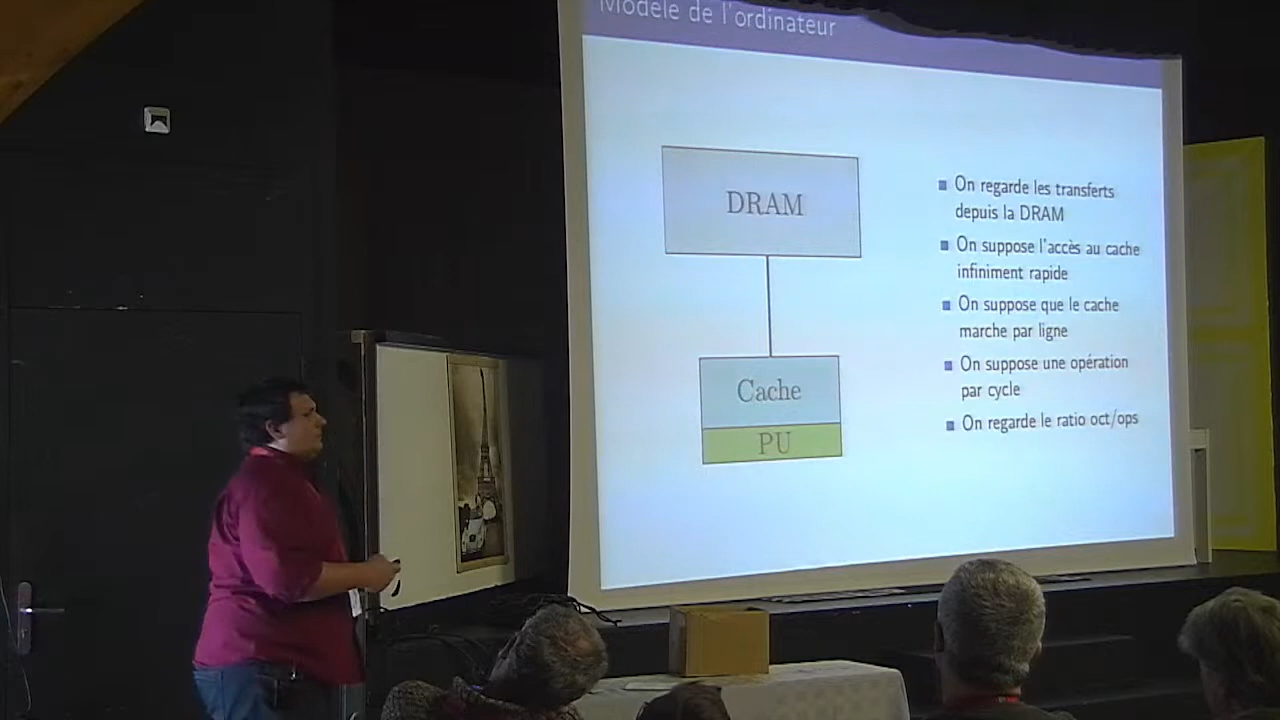 Modèle de l'ordinateur
DRAM
Cache
PU
On regarde les transferts
depuis la DRAM
On suppose l'accès au cache
infiniment rapide
On suppose que le cache
marche par ligne
On suppose une opération
par cycle
On regarde le ratio oct/ops